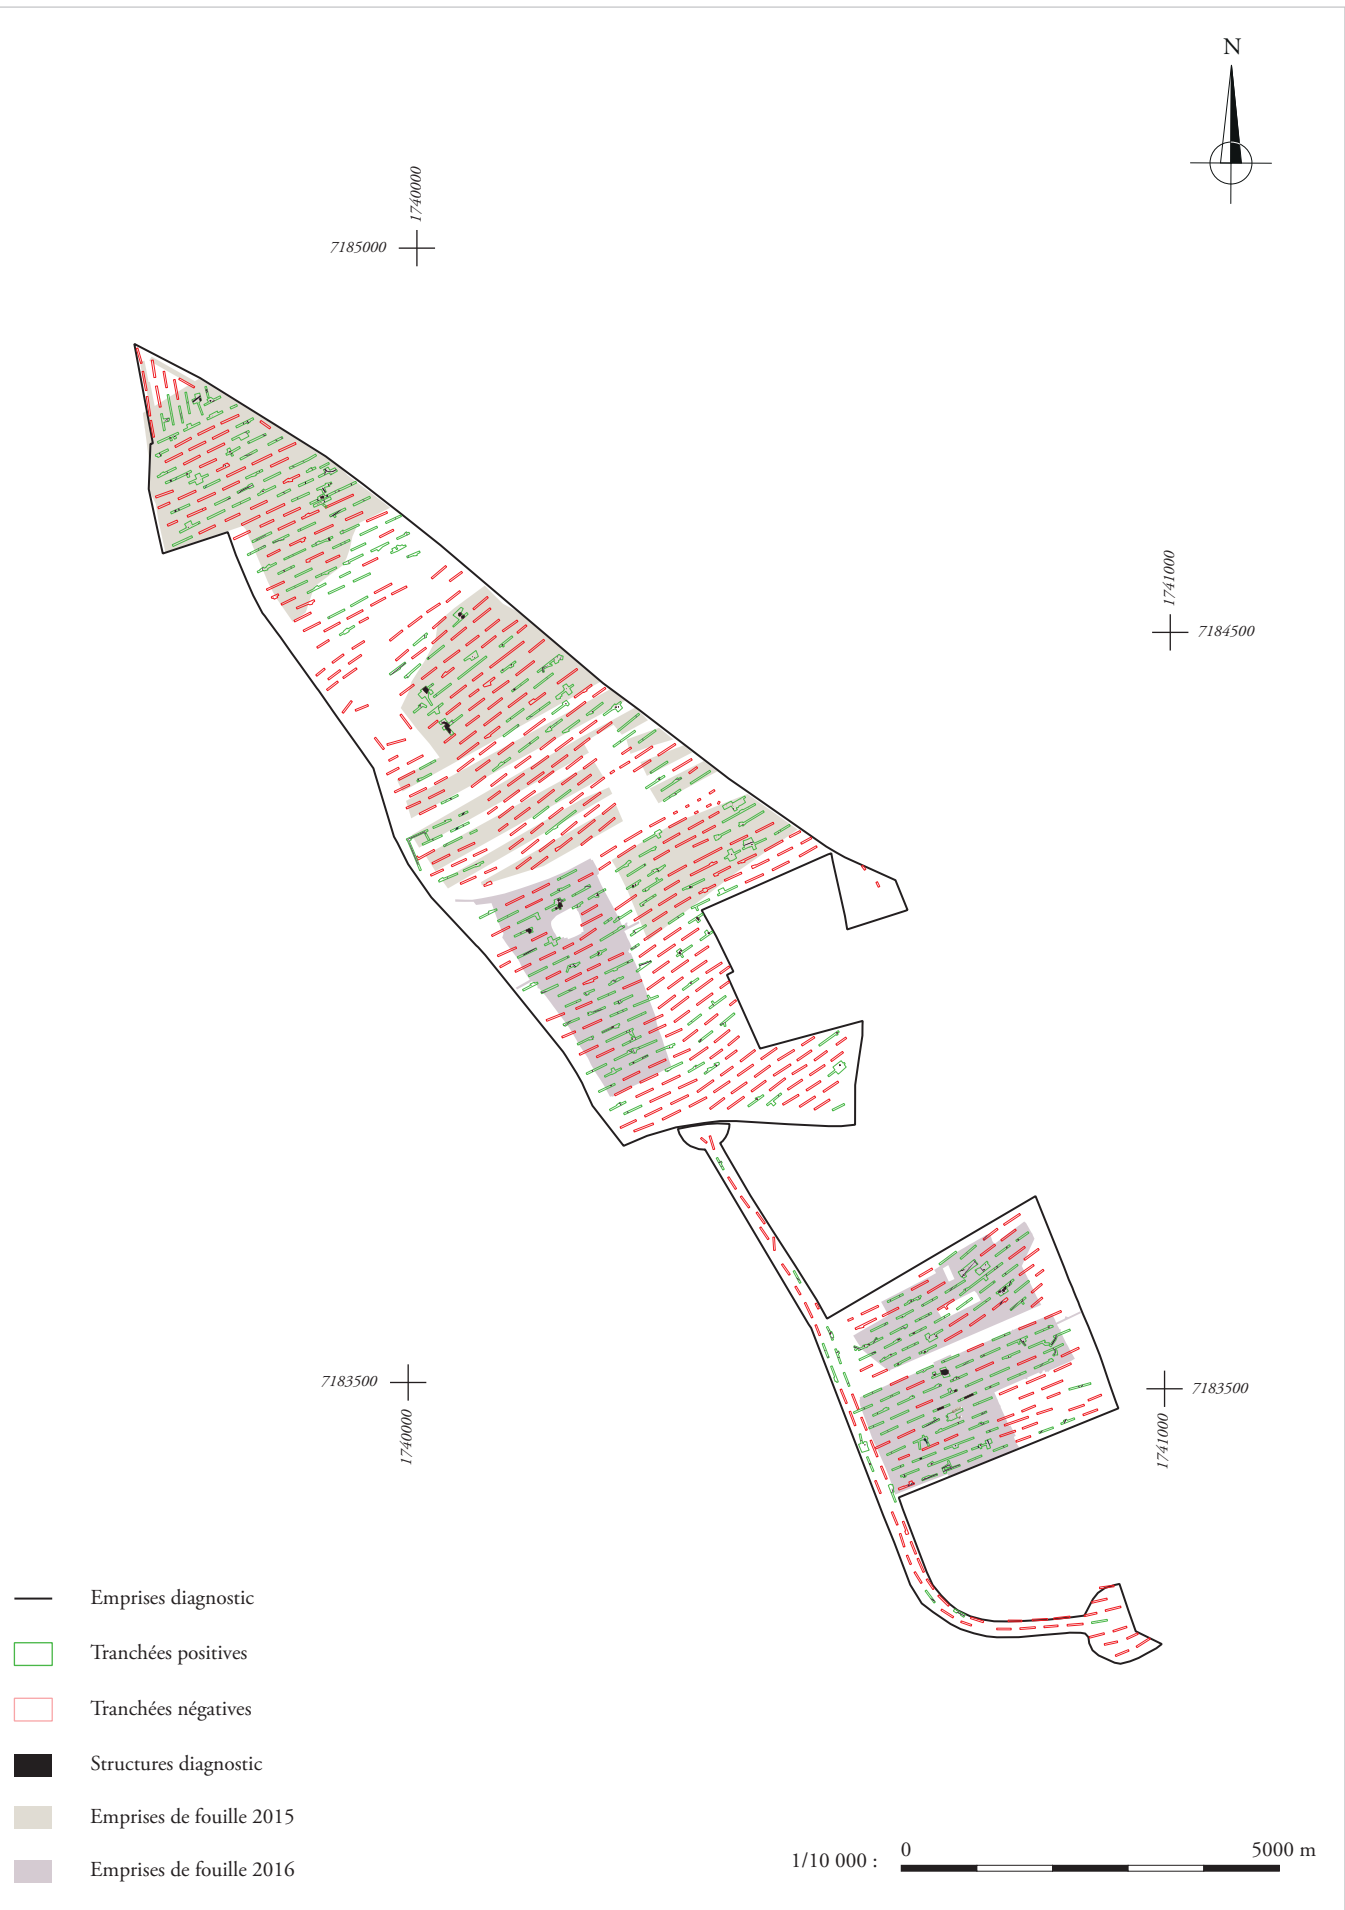 N
1740000
7185000
1741000
7184500
7183500
1740000
7183500
1741000
Emprises diagnostic
Tranchées positives
Tranchées négatives
Structures diagnostic
Emprises de fouille 2015
Emprises de fouille 2016
1/10 000 :
0
5000 m